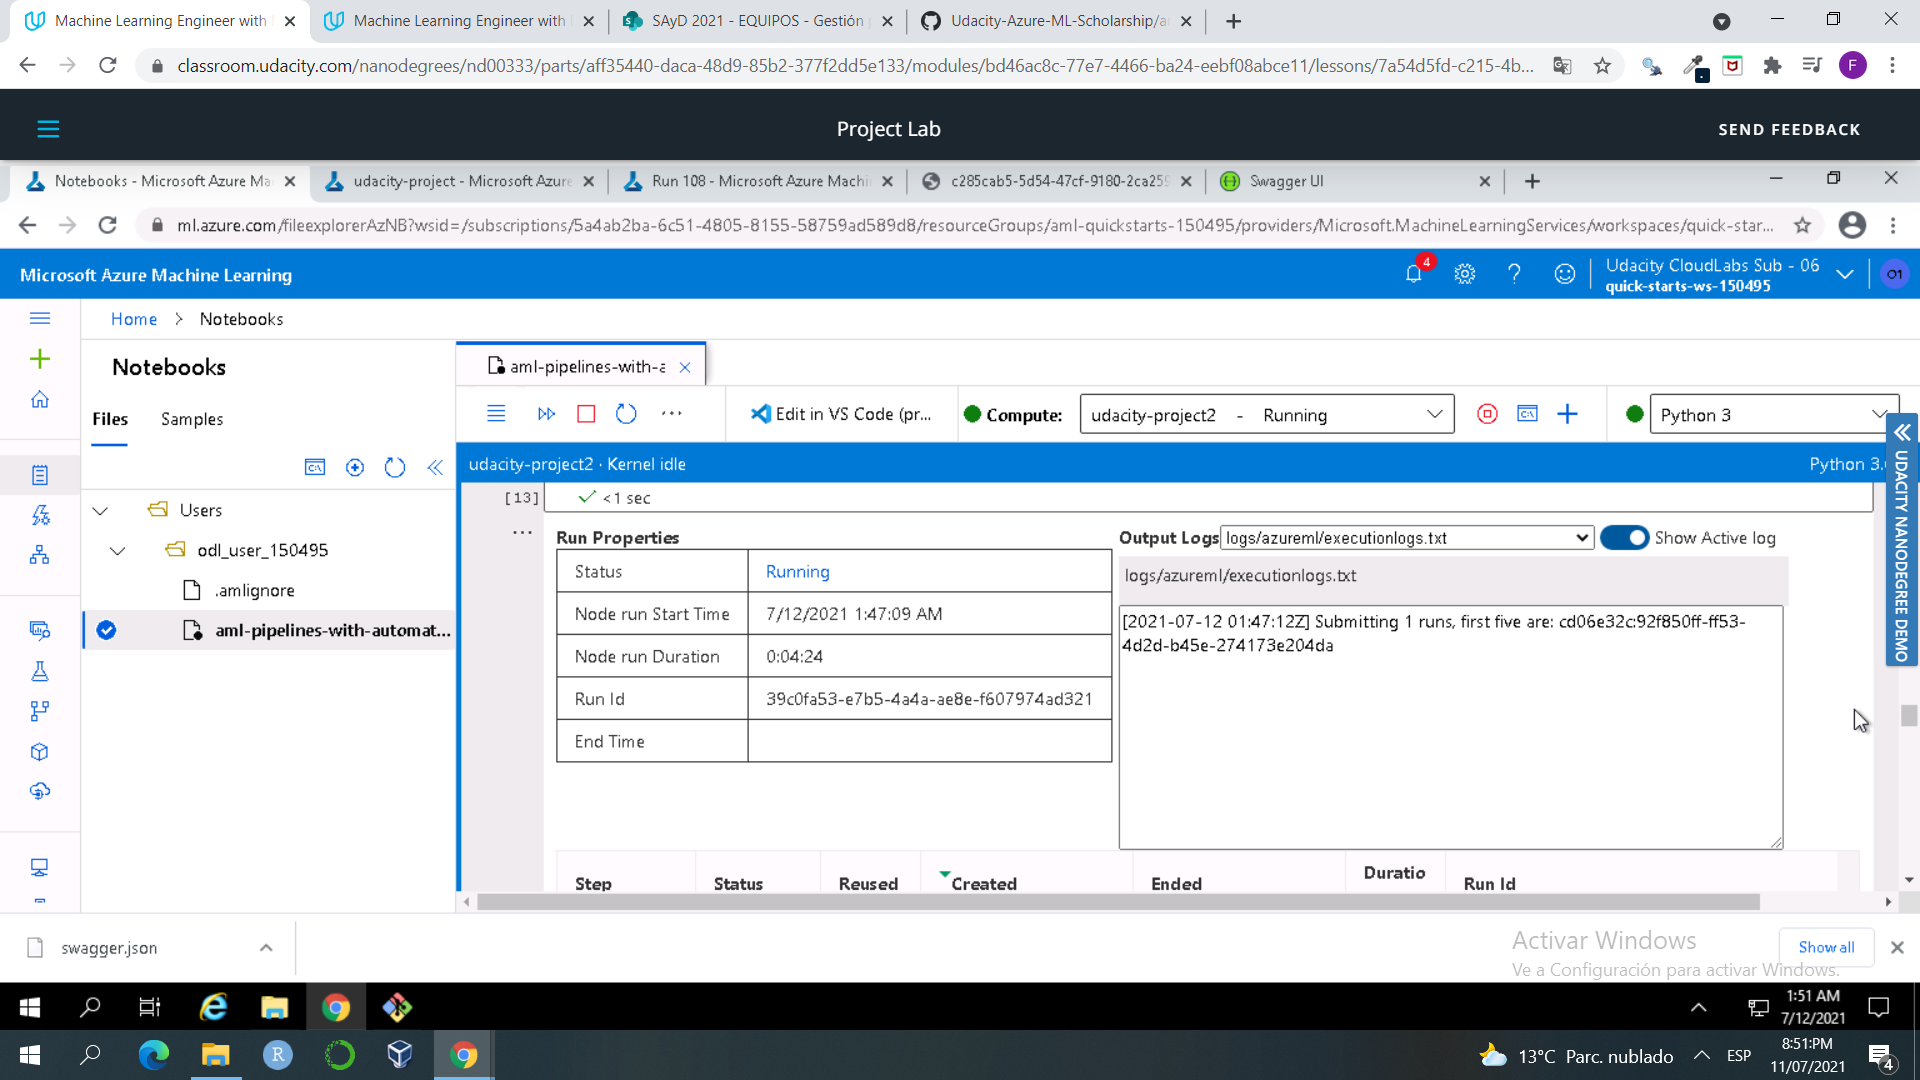 Machine Learning Engineer with
Machine Learning Engineer with
SAyD 2021 - EQUIPOS - Gestión
Udacity-Azure-ML-Scholarship/a
classroom.udacity.com/nanodegrees/nd00333/parts/aff35440-daca-48d9-85b2-377f2dd5e133/modules/bd46ac8c-77e7-4466-ba24-eebf08abce11/lessons/7a54d5fd-c215-4b...
F
Project Lab
SEND FEEDBACK
Notebooks - Microsoft Azure Ma
udacity-project - Microsoft Azure
Run 108 - Microsoft Azure Machi
c285cab5-5d54-47cf-9180-2ca259
Swagger UI
ml.azure.com/fileexplorerAzNB?wsid=/subscriptions/5a4ab2ba-6c51-4805-8155-58759ad589d8/resourceGroups/aml-quickstarts-150495/providers/Microsoft.MachineLearningServices/workspaces/quick-star...
Microsoft Azure Machine Learning
4
Udacity CloudLabs Sub - 06
quick-starts-ws-150495
O1
Home > Notebooks
Notebooks
aml-pipelines-with-a
Files
Samples
Edit in VS Code (pr...
Compute:
udacity-project2 - Running
Python 3
udacity-project2 · Kernel idle
Python 3.
UDACITY NANODEGREE DEMO
Users
odl_user_150495
.amlignore
aml-pipelines-with-automat...
[13]
<1 sec
Run Properties
Status Running
Node run Start Time 7/12/2021 1:47:09 AM
Node run Duration 0:04:24
Run Id 39c0fa53-e7b5-4a4a-ae8e-f607974ad321
End Time
Output Logs logs/azureml/executionlogs.txt
Show Active log
logs/azureml/executionlogs.txt
[2021-07-12 01:47:12Z] Submitting 1 runs, first five are: cd06e32c:92f850ff-ff53-
4d2d-b45e-274173e204da
Step Status Reused Created Ended Duratio Run Id
swagger.json
Activar Windows
Ve a Configuración para activar Windows.
Show all
1:51 AM
7/12/2021
13°C Parc. nublado
ESP
8:51:PM
11/07/2021
4